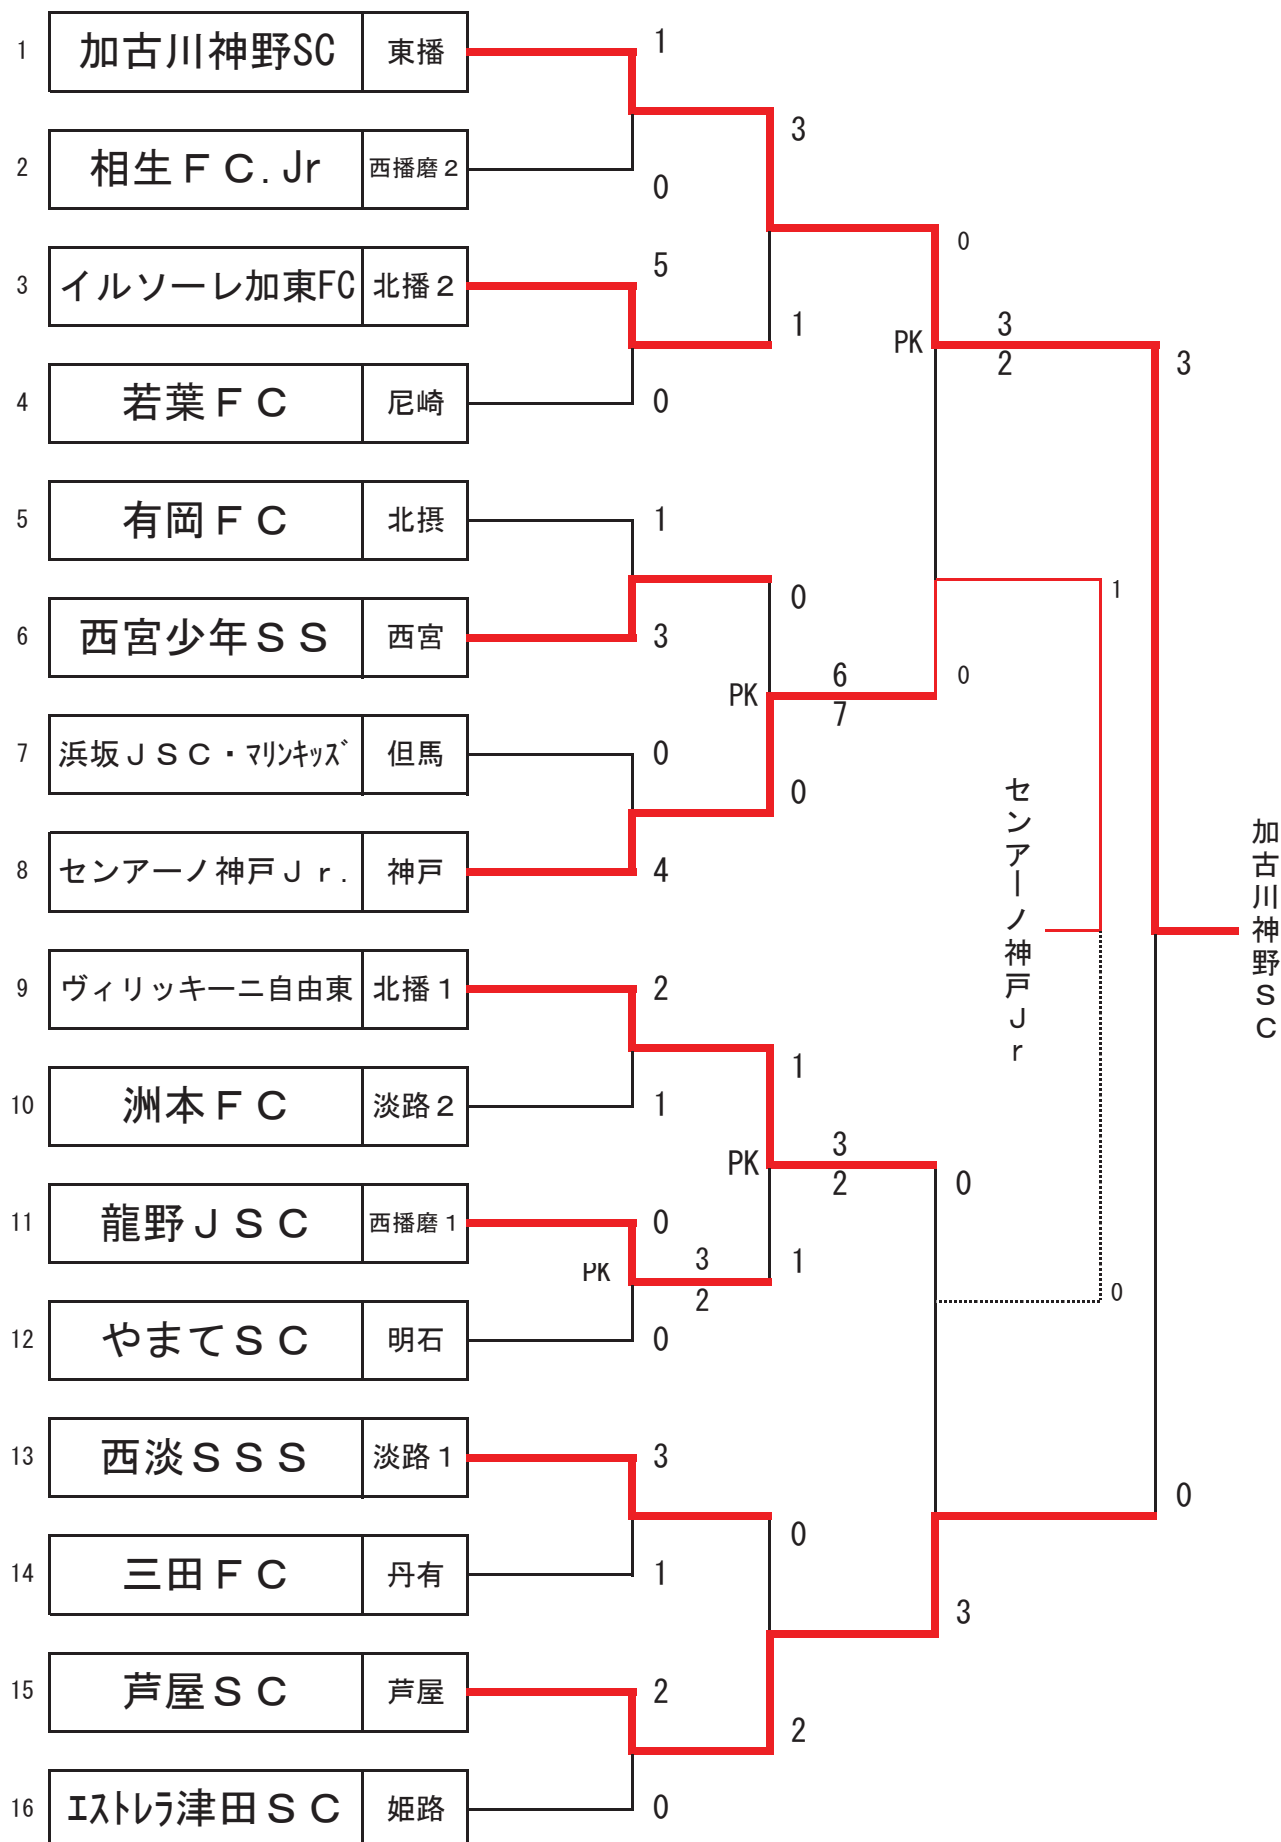 1 加古川神野SC 東播 1
3
2 相生ＦＣ.Jr 西播磨２ 0
0
3 イルソーレ加東FC 北播２ 5
1
PK 3
2
3
4 若葉ＦＣ 尼崎 0
5 有岡ＦＣ 北摂 1
0
1
6 西宮少年ＳＳ 西宮 3
0
PK 6
7
7 浜坂ＪＳＣ・ﾏﾘﾝｷｯｽﾞ 但馬 0
0
8 センアーノ神戸Ｊｒ. 神戸 4
センアーノ神戸Ｊｒ
加古川神野ＳＣ
9 ヴィリッキーニ自由東 北播１ 2
1
10 洲本ＦＣ 淡路２ 1
PK 3
2
0
11 龍野ＪＳＣ 西播磨１ 0
PK 3
2
1
0
12 やまてＳＣ 明石 0
13 西淡ＳＳＳ 淡路１ 3
0
0
14 三田ＦＣ 丹有 1
3
15 芦屋ＳＣ 芦屋 2
2
16 ｴｽﾄﾚﾗ津田ＳＣ 姫路 0